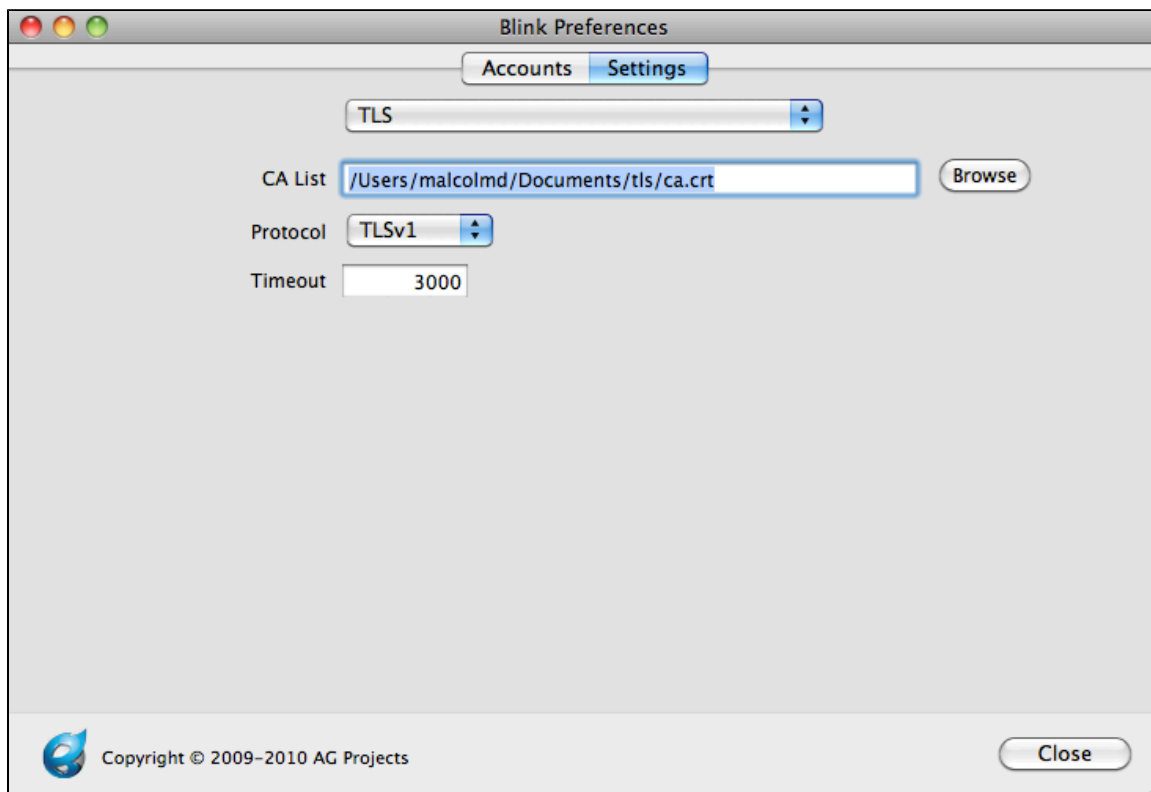 Blink Preferences
Accounts Settings
TLS
CA List /Users/malcolmd/Documents/tls/ca.crt Browse
Protocol TLSv1
Timeout 3000
Copyright © 2009–2010 AG Projects Close